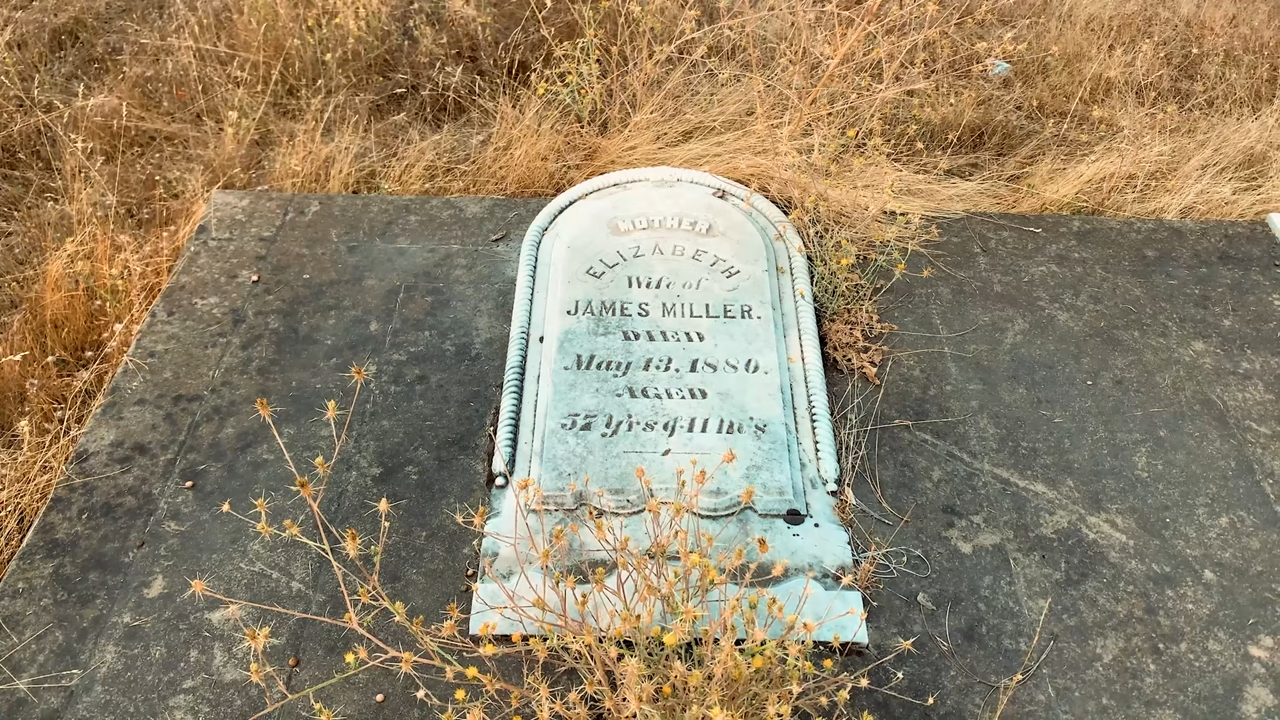 MOTHER
ELIZABETH
Wife of
JAMES MILLER.
DIED
May 13, 1880.
AGED
57 Yrs & 11 m's